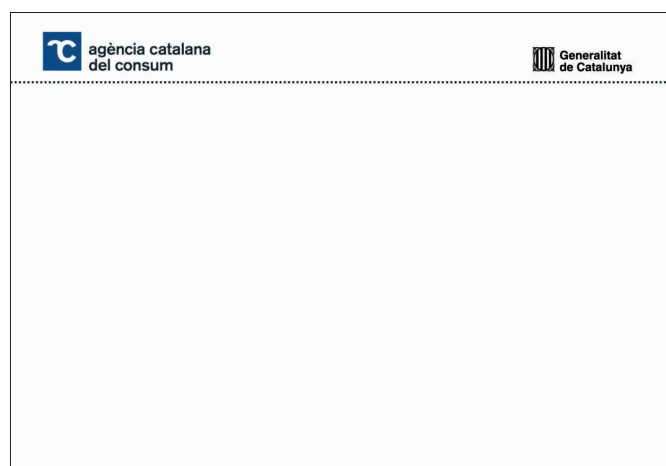 agència catalana
del consum
Generalitat
de Catalunya